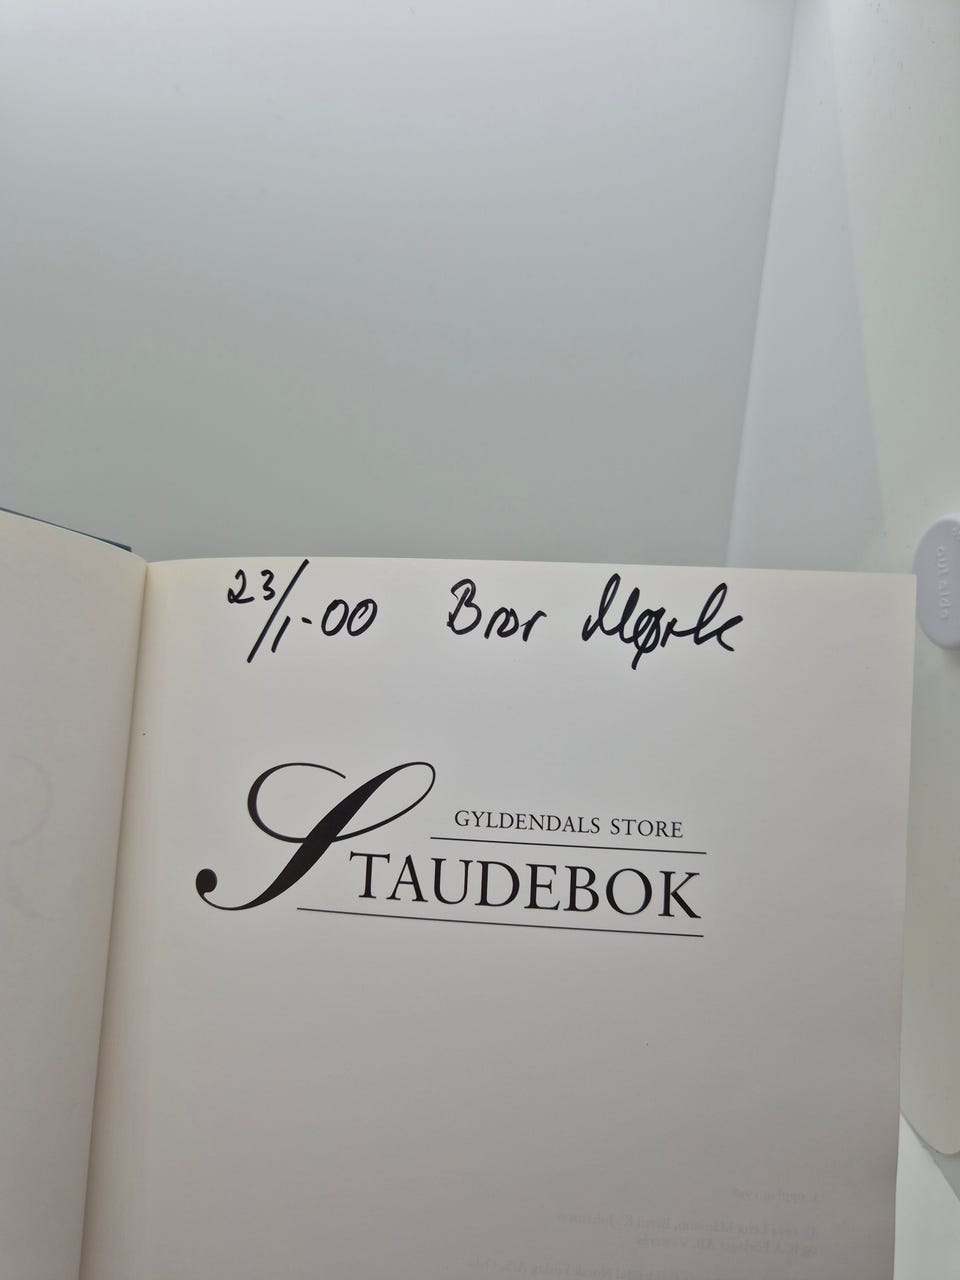 23/1-00 Bror Mørk
GYLDENDALS STORE
STAUDEBOK